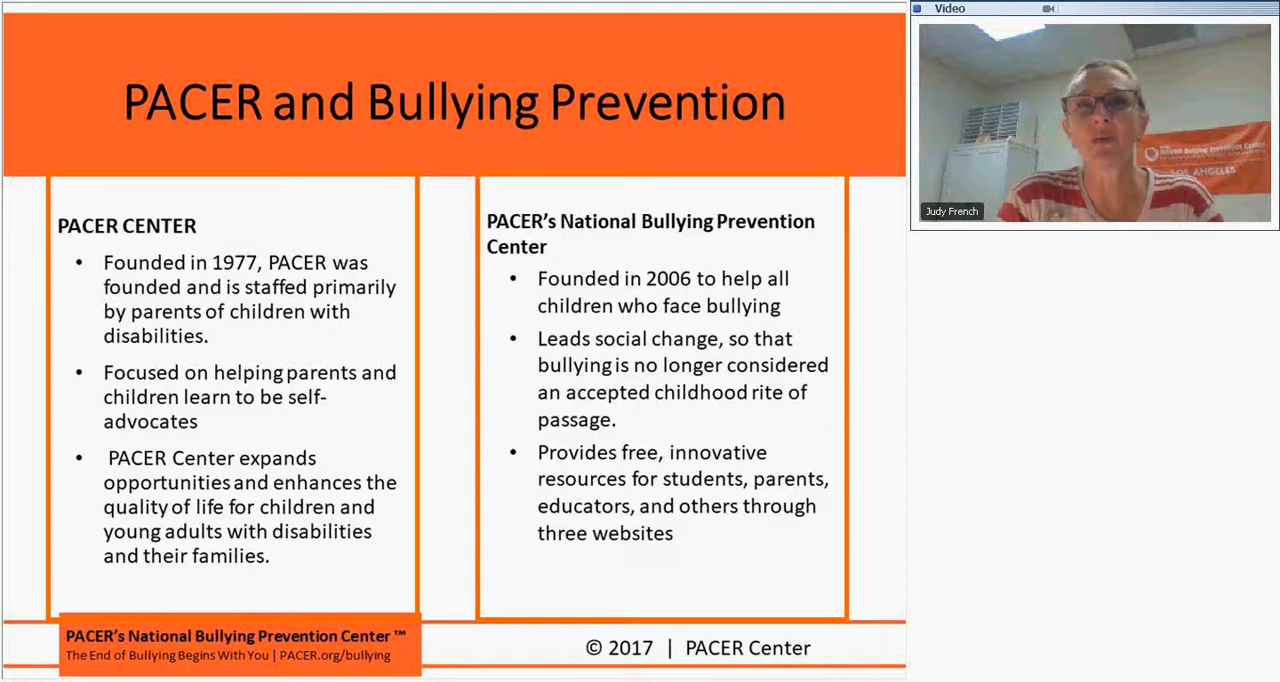 PACER and Bullying Prevention
PACER CENTER
• Founded in 1977, PACER was
founded and is staffed primarily
by parents of children with
disabilities.
• Focused on helping parents and
children learn to be self-
advocates
• PACER Center expands
opportunities and enhances the
quality of life for children and
young adults with disabilities
and their families.
PACER's National Bullying Prevention
Center
• Founded in 2006 to help all
children who face bullying
• Leads social change, so that
bullying is no longer considered
an accepted childhood rite of
passage.
• Provides free, innovative
resources for students, parents,
educators, and others through
three websites
PACER's National Bullying Prevention Center ™
The End of Bullying Begins With You | PACER.org/bullying
© 2017 | PACER Center
Video
Bullying Prevention Center
LOS ANGELES
Judy French